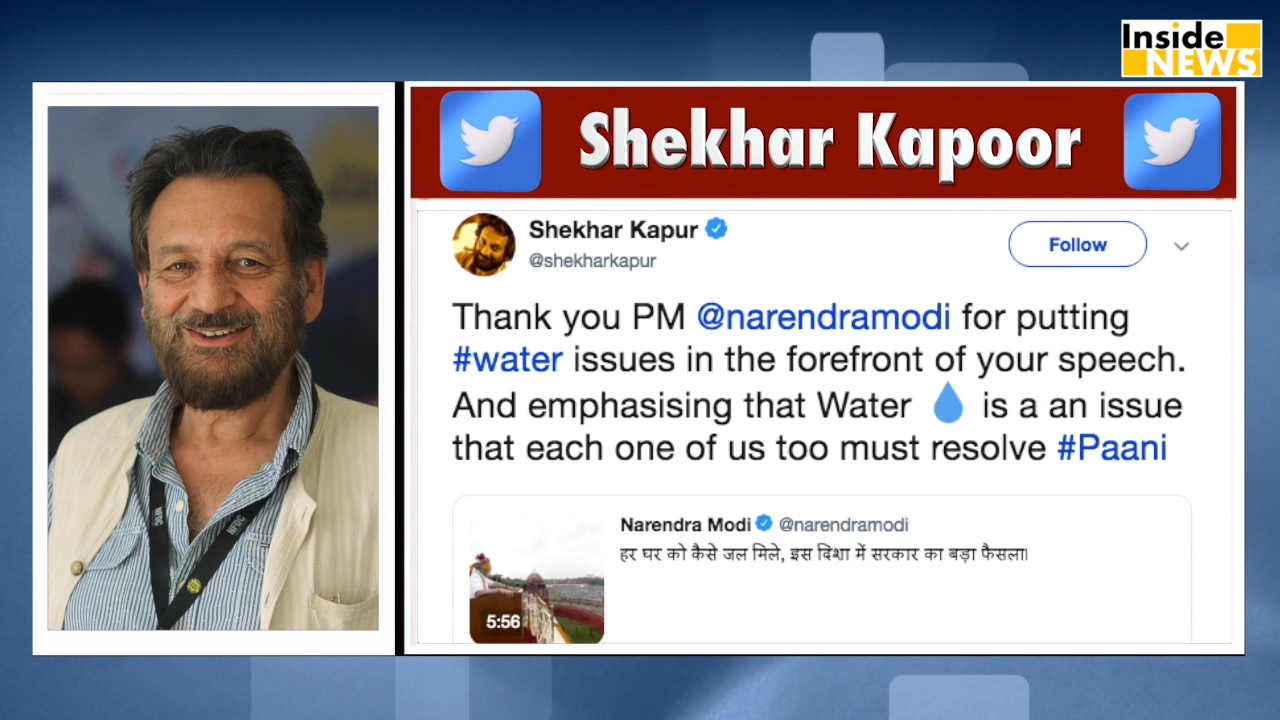 Inside
NEWS
Shekhar Kapoor
Shekhar Kapur
@shekharkapur
Follow
Thank you PM @narendramodi for putting
#water issues in the forefront of your speech.
And emphasising that Water 💧 is a an issue
that each one of us too must resolve #Paani
Narendra Modi @narendramodi
हर घर को कैसे जल मिले, इस दिशा में सरकार का बड़ा फैसला।
5:56
NFDC
NFDC